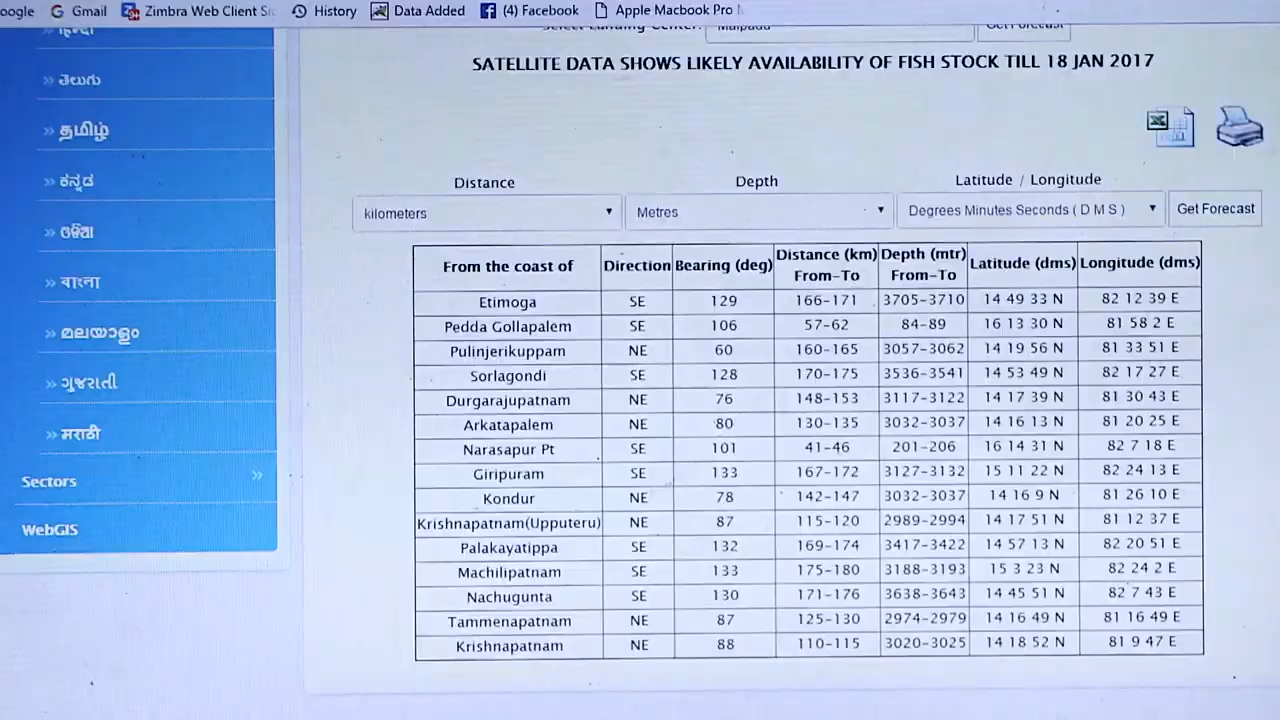 oogle Gmail Zimbra Web Client Si History Data Added (4) Facebook Apple Macbook Pro
हिन्दी
» తెలుగు
» தமிழ்
» ಕನ್ನಡ
» ଓଡିଆ
» বাংলা
» മലയാളം
» ગુજરાતી
» मराठी
Sectors »
WebGIS
Select Landing Center: Maipadu Get Forecast
SATELLITE DATA SHOWS LIKELY AVAILABILITY OF FISH STOCK TILL 18 JAN 2017
Distance Depth Latitude / Longitude
kilometers Metres Degrees Minutes Seconds ( D M S ) Get Forecast
From the coast of Direction Bearing (deg) Distance (km) From-To Depth (mtr) From-To Latitude (dms) Longitude (dms)
Etimoga SE 129 166-171 3705-3710 14 49 33 N 82 12 39 E
Pedda Gollapalem SE 106 57-62 84-89 16 13 30 N 81 58 2 E
Pulinjerikuppam NE 60 160-165 3057-3062 14 19 56 N 81 33 51 E
Sorlagondi SE 128 170-175 3536-3541 14 53 49 N 82 17 27 E
Durgarajupatnam NE 76 148-153 3117-3122 14 17 39 N 81 30 43 E
Arkatapalem NE 80 130-135 3032-3037 14 16 13 N 81 20 25 E
Narasapur Pt SE 101 41-46 201-206 16 14 31 N 82 7 18 E
Giripuram SE 133 167-172 3127-3132 15 11 22 N 82 24 13 E
Kondur NE 78 142-147 3032-3037 14 16 9 N 81 26 10 E
Krishnapatnam(Upputeru) NE 87 115-120 2989-2994 14 17 51 N 81 12 37 E
Palakayatippa SE 132 169-174 3417-3422 14 57 13 N 82 20 51 E
Machilipatnam SE 133 175-180 3188-3193 15 3 23 N 82 24 2 E
Nachugunta SE 130 171-176 3638-3643 14 45 51 N 82 7 43 E
Tammenapatnam NE 87 125-130 2974-2979 14 16 49 N 81 16 49 E
Krishnapatnam NE 88 110-115 3020-3025 14 18 52 N 81 9 47 E